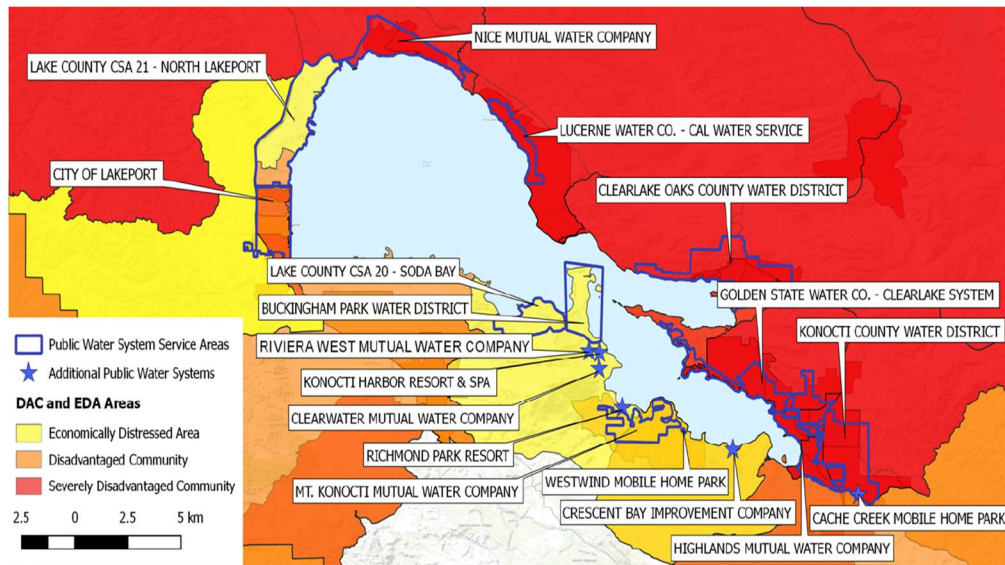 NICE MUTUAL WATER COMPANY
LAKE COUNTY CSA 21 - NORTH LAKEPORT
LUCERNE WATER CO. - CAL WATER SERVICE
CITY OF LAKEPORT
CLEARLAKE OAKS COUNTY WATER DISTRICT
LAKE COUNTY CSA 20 - SODA BAY
GOLDEN STATE WATER CO. - CLEARLAKE SYSTEM
BUCKINGHAM PARK WATER DISTRICT
KONOCTI COUNTY WATER DISTRICT
RIVIERA WEST MUTUAL WATER COMPANY
KONOCTI HARBOR RESORT & SPA
CLEARWATER MUTUAL WATER COMPANY
RICHMOND PARK RESORT
WESTWIND MOBILE HOME PARK
MT. KONOCTI MUTUAL WATER COMPANY
CRESCENT BAY IMPROVEMENT COMPANY
CACHE CREEK MOBILE HOME PARK
HIGHLANDS MUTUAL WATER COMPANY
Public Water System Service Areas
Additional Public Water Systems
DAC and EDA Areas
Economically Distressed Area
Disadvantaged Community
Severely Disadvantaged Community
2.5 0 2.5 5 km